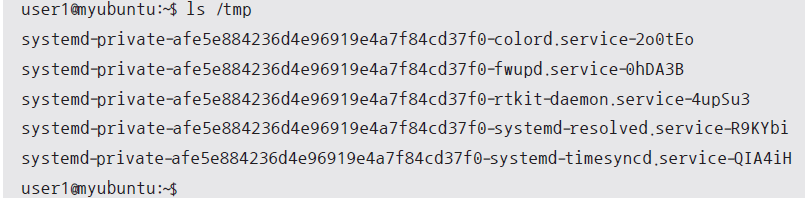 user1@myubuntu:~$ ls /tmp
systemd-private-afe5e884236d4e96919e4a7f84cd37f0-colord.service-2o0tEo
systemd-private-afe5e884236d4e96919e4a7f84cd37f0-fwupd.service-0hDA3B
systemd-private-afe5e884236d4e96919e4a7f84cd37f0-rtkit-daemon.service-4upSu3
systemd-private-afe5e884236d4e96919e4a7f84cd37f0-systemd-resolved.service-R9KYbi
systemd-private-afe5e884236d4e96919e4a7f84cd37f0-systemd-timesyncd.service-QIA4iH
user1@myubuntu:~$